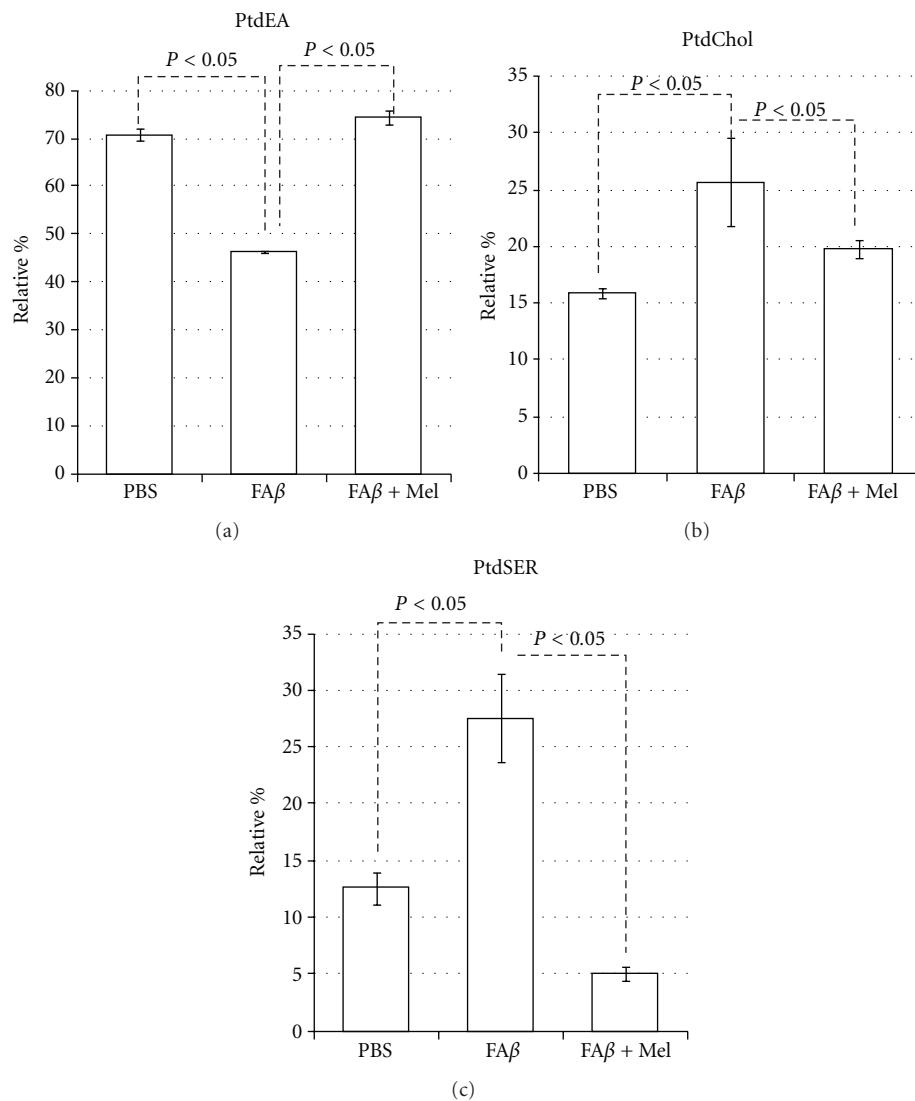 PtdEA
P < 0.05
P < 0.05
80
70
60
50
40
30
20
10
0
Relative %
PBS
FAβ
FAβ + Mel
(a)
PtdChol
P < 0.05
P < 0.05
35
30
25
20
15
10
5
0
Relative %
PBS
FAβ
FAβ + Mel
(b)
PtdSER
P < 0.05
P < 0.05
35
30
25
20
15
10
5
0
Relative %
PBS
FAβ
FAβ + Mel
(c)